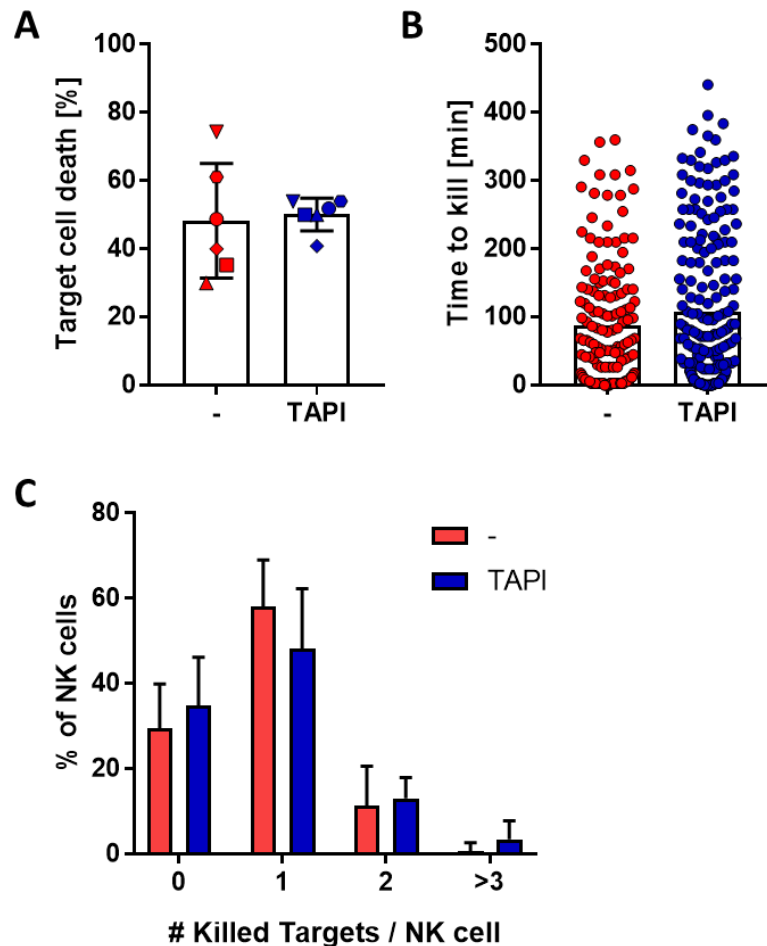 A
Target cell death [%]
100
80
60
40
20
0
-
TAPI
B
Time to kill [min]
500
400
300
200
100
0
-
TAPI
C
% of NK cells
80
60
40
20
0
0
1
2
>3
# Killed Targets / NK cell
-
TAPI